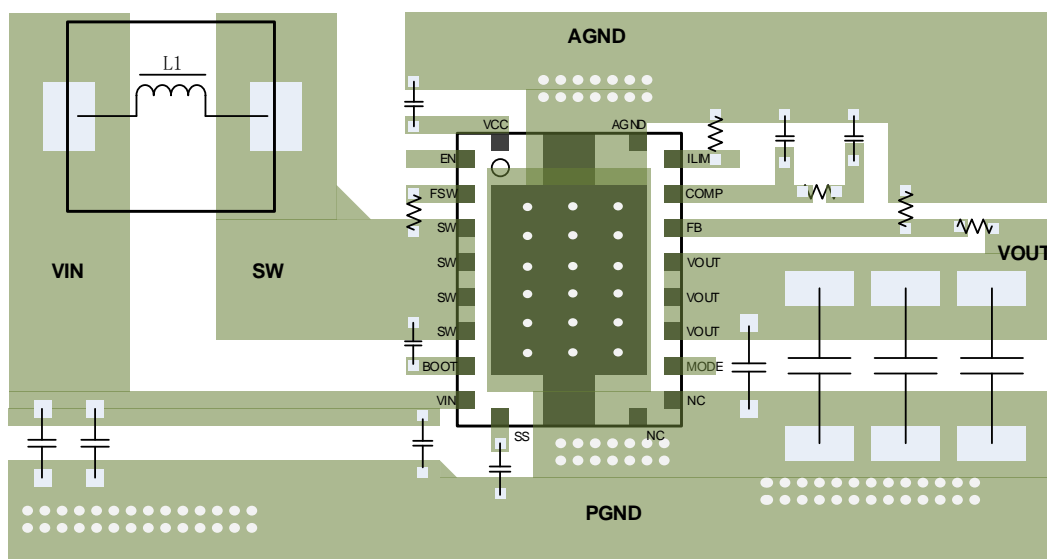 AGND
L1
VCC
AGND
EN
ILIM
FSW
COMP
SW
FB
VIN
SW
SW
VOUT
VOUT
SW
VOUT
SW
VOUT
BOOT
MODE
VIN
NC
SS
NC
PGND